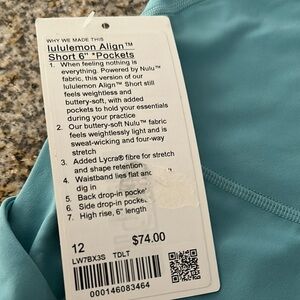 WHY WE MADE THIS
lululemon Align™
Short 6" *Pockets
1. When feeling nothing is
everything. Powered by Nulu™
fabric, this version of our
lululemon Align™ Short still
feels weightless and
buttery-soft, with added
pockets to hold your essentials
during your practice
2. Our buttery-soft Nulu™ fabric
feels weightlessly light and is
sweat-wicking and four-way
stretch
3. Added Lycra® fibre for stretch
and shape retention
4. Waistband lies flat and
dig in
5. Back drop-in pocket
6. Side drop-in pocket
7. High rise, 6" length
12 $74.00
LW7BX3S TDLT
000146083464